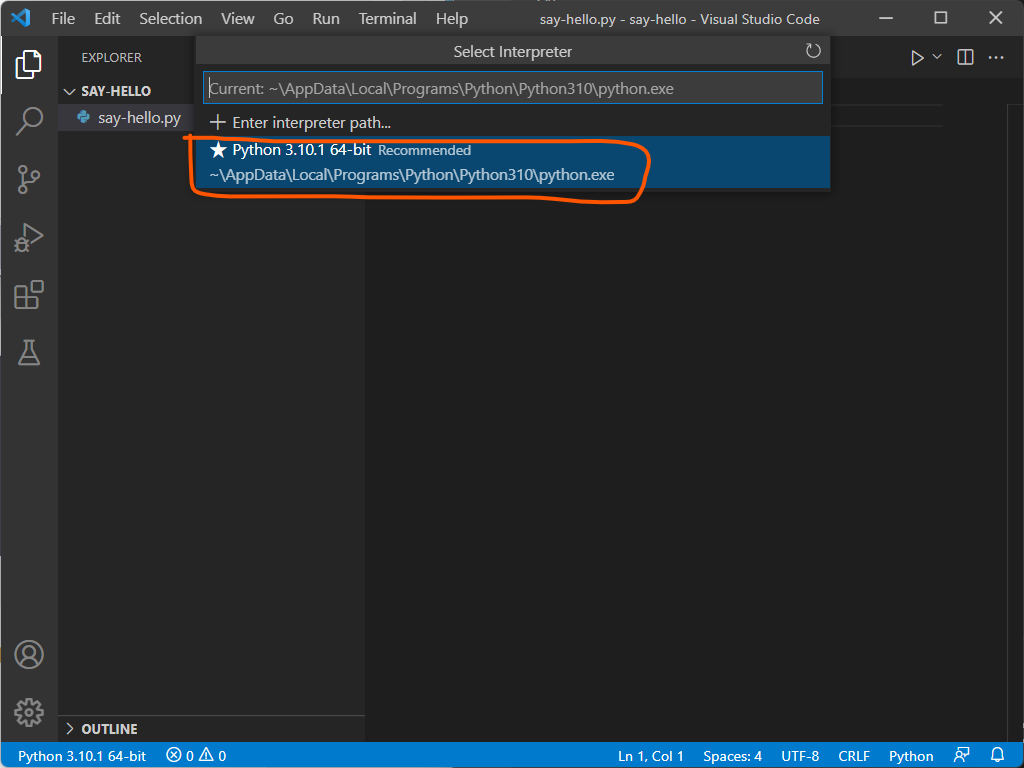 File Edit Selection View Go Run Terminal Help say-hello.py - say-hello - Visual Studio Code
EXPLORER
Select Interpreter
SAY-HELLO
Current: ~\AppData\Local\Programs\Python\Python310\python.exe
say-hello.py
Enter interpreter path...
Python 3.10.1 64-bit Recommended
~\AppData\Local\Programs\Python\Python310\python.exe
OUTLINE
Python 3.10.1 64-bit 0 0 Ln 1, Col 1 Spaces: 4 UTF-8 CRLF Python